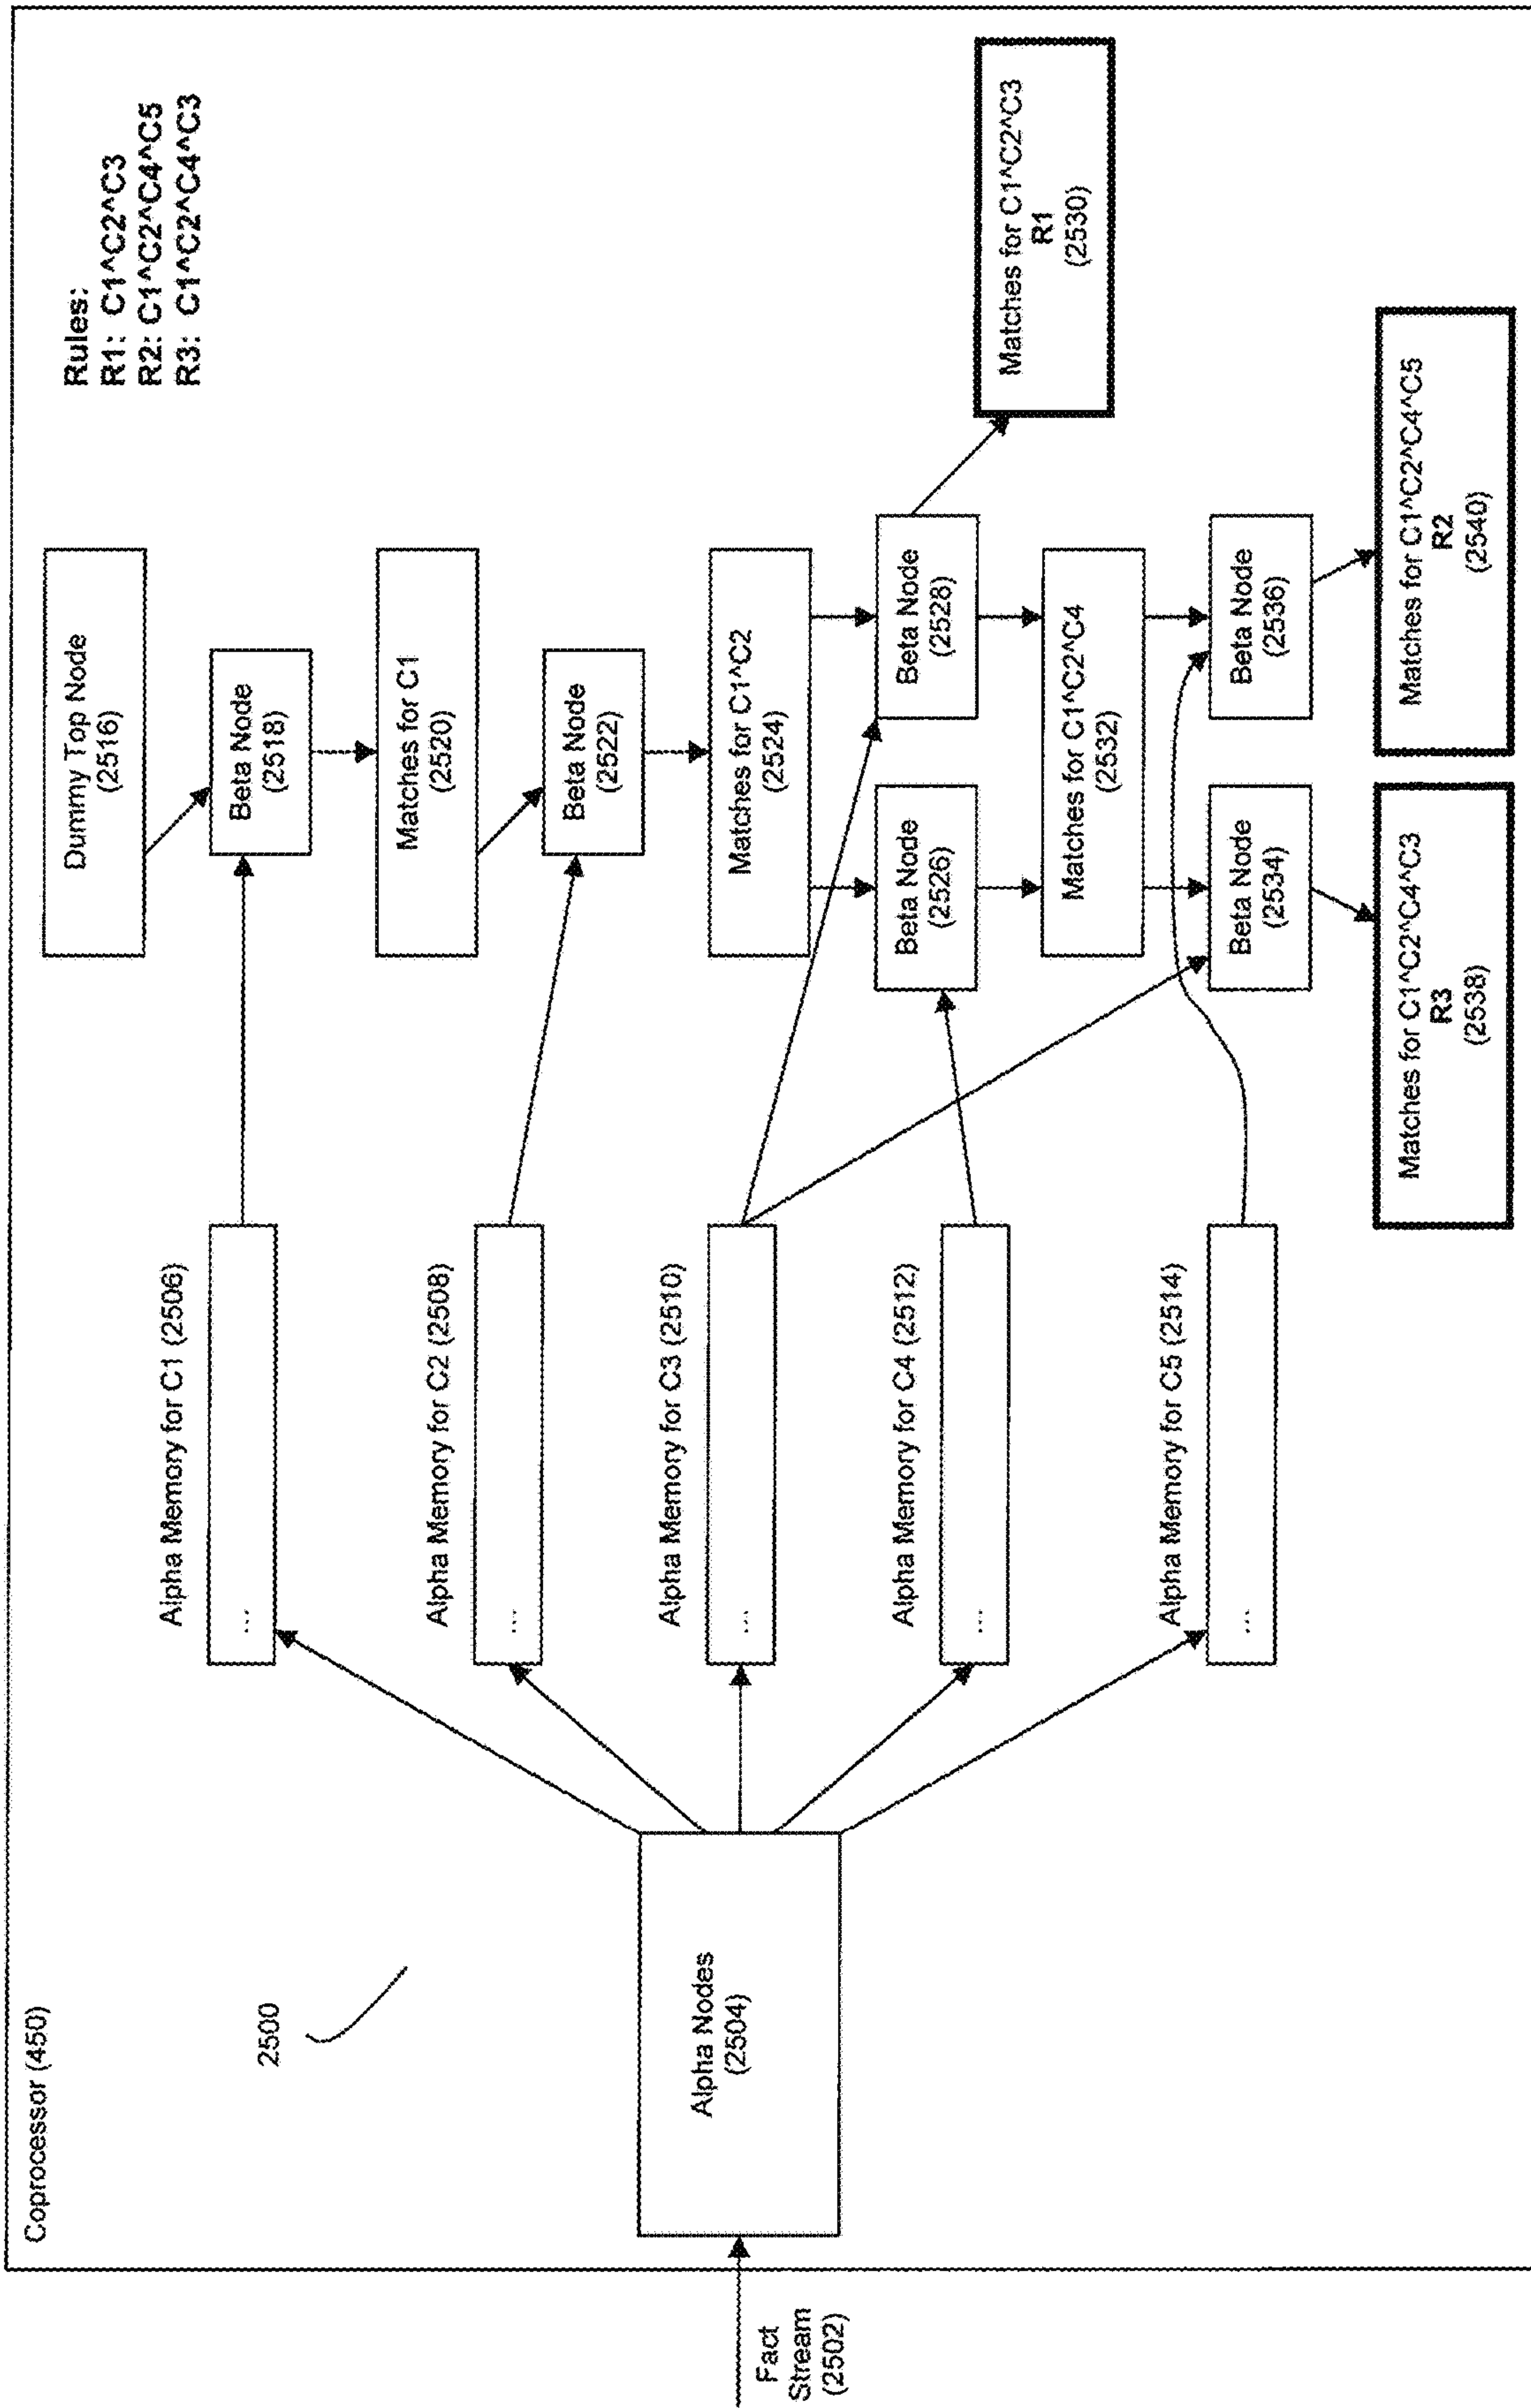 Coprocessor (450)
2500
Rules:
R1: C1^C2^C3
R2: C1^C2^C4^C5
R3: C1^C2^C4^C3
Fact
Stream
(2502)
Alpha Nodes
(2504)
Alpha Memory for C1 (2506)
...
Alpha Memory for C2 (2508)
...
Alpha Memory for C3 (2510)
...
Alpha Memory for C4 (2512)
...
Alpha Memory for C5 (2514)
...
Dummy Top Node
(2516)
Beta Node
(2518)
Matches for C1
(2520)
Beta Node
(2522)
Matches for C1^C2
(2524)
Beta Node
(2526)
Beta Node
(2528)
Matches for C1^C2^C3
R1
(2530)
Matches for C1^C2^C4
(2532)
Beta Node
(2534)
Beta Node
(2536)
Matches for C1^C2^C4^C3
R3
(2538)
Matches for C1^C2^C4^C5
R2
(2540)